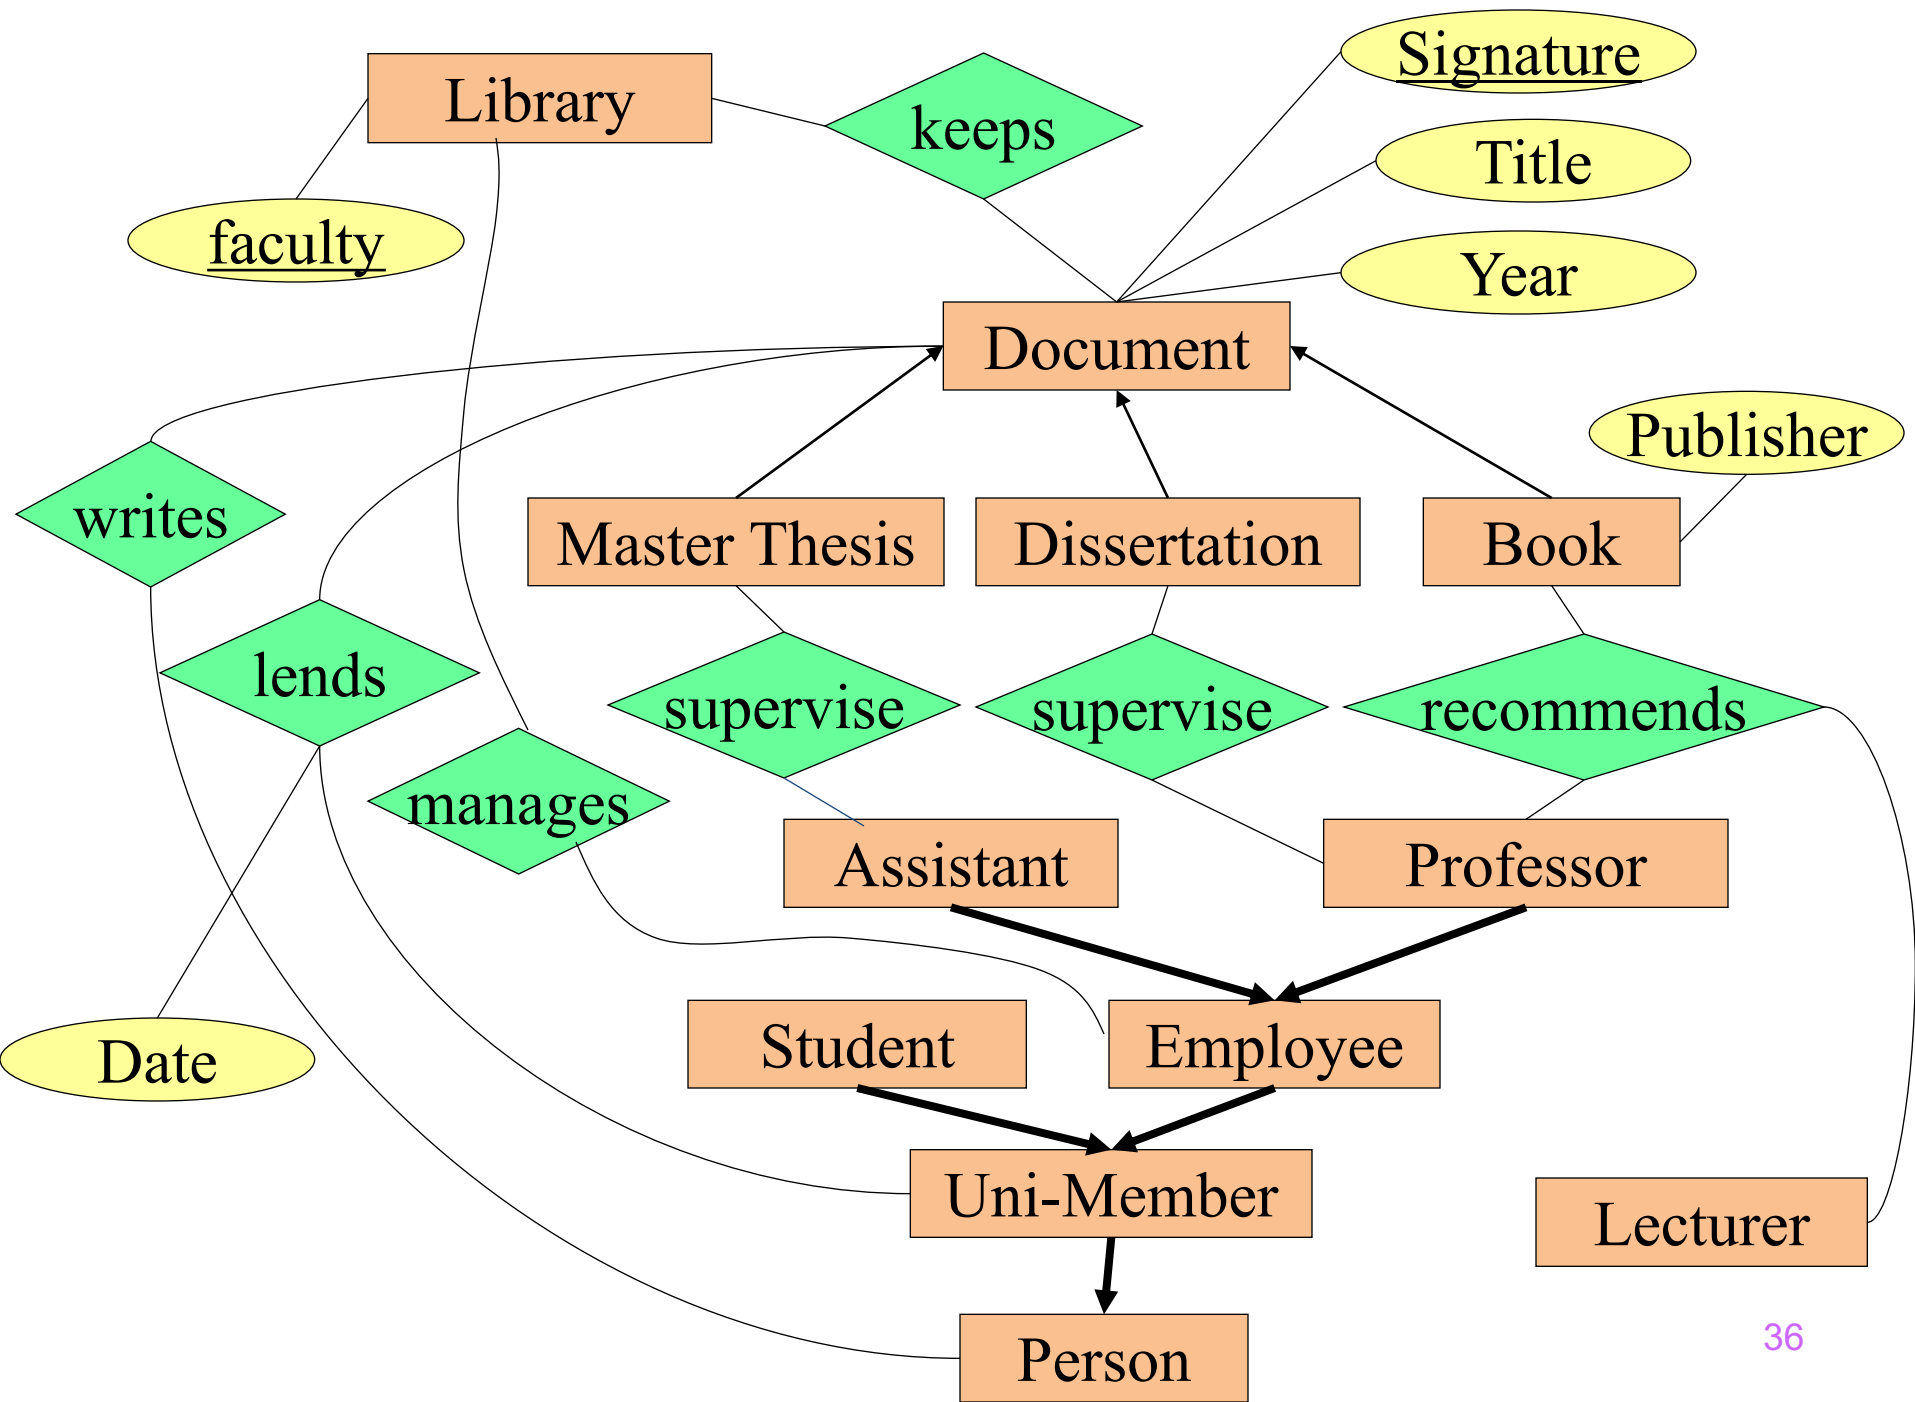 Signature
Library
keeps
Title
faculty
Year
Document
Publisher
writes
Master Thesis
Dissertation
Book
lends
supervise
supervise
recommends
manages
Assistant
Professor
Student
Employee
Date
Uni-Member
Lecturer
Person
36